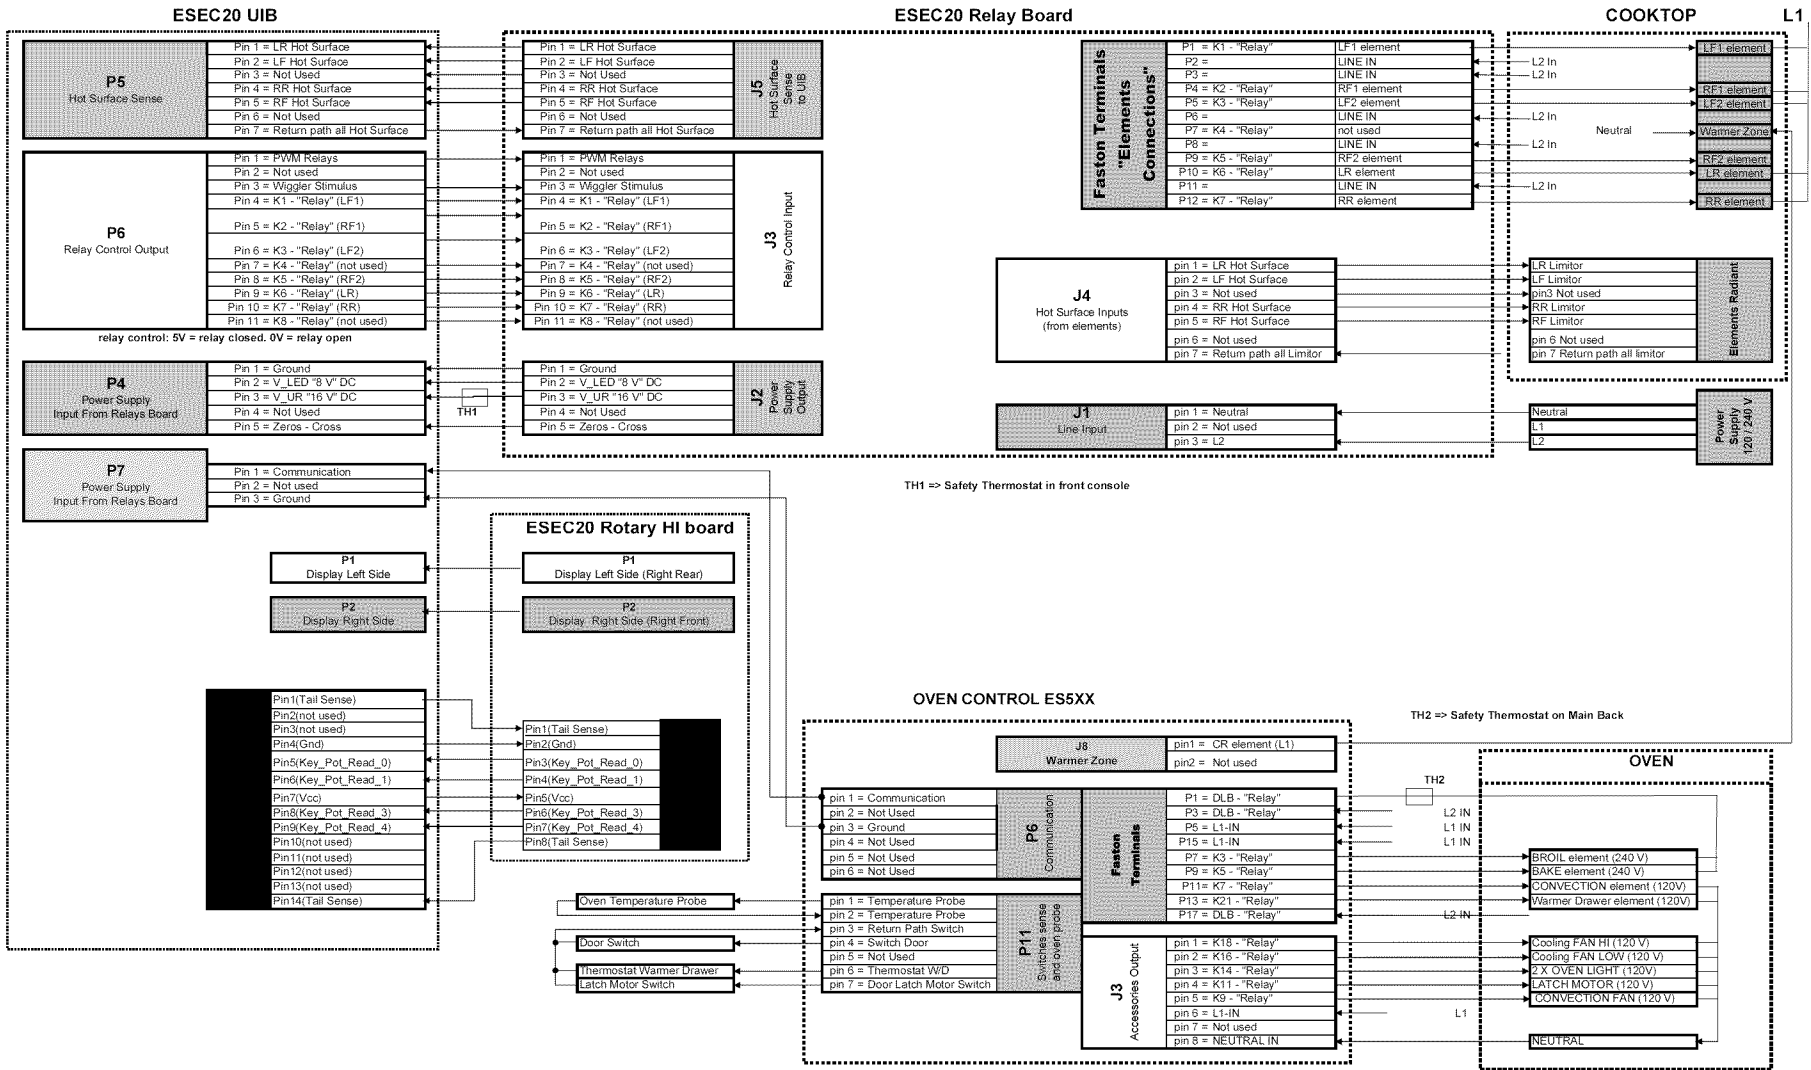 ESEC20 UIB
ESEC20 Relay Board
COOKTOP
L1
P5
Hot Surface Sense
Pin 1 = LR Hot Surface
Pin 2 = LF Hot Surface
Pin 3 = Not Used
Pin 4 = RR Hot Surface
Pin 5 = RF Hot Surface
Pin 6 = Not Used
Pin 7 = Return path all Hot Surface
Pin 1 = LR Hot Surface
Pin 2 = LF Hot Surface
Pin 3 = Not Used
Pin 4 = RR Hot Surface
Pin 5 = RF Hot Surface
Pin 6 = Not Used
Pin 7 = Return path all Hot Surface
J5
Hot Surface
Sense
to UIB
P6
Relay Control Output
Pin 1 = PWM Relays
Pin 2 = Not used
Pin 3 = Wiggler Stimulus
Pin 4 = K1 - "Relay" (LF1)
Pin 5 = K2 - "Relay" (RF1)
Pin 6 = K3 - "Relay" (LF2)
Pin 7 = K4 - "Relay" (not used)
Pin 8 = K5 - "Relay" (RF2)
Pin 9 = K6 - "Relay" (LR)
Pin 10 = K7 - "Relay" (RR)
Pin 11 = K8 - "Relay" (not used)
Pin 1 = PWM Relays
Pin 2 = Not used
Pin 3 = Wiggler Stimulus
Pin 4 = K1 - "Relay" (LF1)
Pin 5 = K2 - "Relay" (RF1)
Pin 6 = K3 - "Relay" (LF2)
Pin 7 = K4 - "Relay" (not used)
Pin 8 = K5 - "Relay" (RF2)
Pin 9 = K6 - "Relay" (LR)
Pin 10 = K7 - "Relay" (RR)
Pin 11 = K8 - "Relay" (not used)
J3
Relay Control Input
relay control: 5V = relay closed. 0V = relay open
P4
Power Supply
Input From Relays Board
Pin 1 = Ground
Pin 2 = V_LED "8 V" DC
Pin 3 = V_UR "16 V" DC
Pin 4 = Not Used
Pin 5 = Zeros - Cross
TH1
Pin 1 = Ground
Pin 2 = V_LED "8 V" DC
Pin 3 = V_UR "16 V" DC
Pin 4 = Not Used
Pin 5 = Zeros - Cross
J2
Power
Supply
Output
P7
Power Supply
Input From Relays Board
Pin 1 = Communication
Pin 2 = Not used
Pin 3 = Ground
Faston Terminals
"Elements
Connections"
P1 = K1 - "Relay" LF1 element
P2 = LINE IN
P3 = LINE IN
P4 = K2 - "Relay" RF1 element
P5 = K3 - "Relay" LF2 element
P6 = LINE IN
P7 = K4 - "Relay" not used
P8 = LINE IN
P9 = K5 - "Relay" RF2 element
P10 = K6 - "Relay" LR element
P11 = LINE IN
P12 = K7 - "Relay" RR element
L2 In
L2 In
L2 In
L2 In
L2 In
Neutral
LF1 element
RF1 element
LF2 element
Warmer Zone
RF2 element
LR element
RR element
J4
Hot Surface Inputs
(from elements)
pin 1 = LR Hot Surface
pin 2 = LF Hot Surface
pin 3 = Not used
pin 4 = RR Hot Surface
pin 5 = RF Hot Surface
pin 6 = Not used
pin 7 = Return path all Limitor
LR Limitor
LF Limitor
pin3 Not used
RR Limitor
RF Limitor
pin 6 Not used
pin 7 Return path all limitor
Elements Radiant
J1
Line Input
pin 1 = Neutral
pin 2 = Not used
pin 3 = L2
Neutral
L1
L2
Power
Supply
120 / 240 V
TH1 => Safety Thermostat in front console
ESEC20 Rotary HI board
P1
Display Left Side
P1
Display Left Side (Right Rear)
P2
Display Right Side
P2
Display Right Side (Right Front)
Pin1(Tail Sense)
Pin2(not used)
Pin3(not used)
Pin4(Gnd)
Pin5(Key_Pot_Read_0)
Pin6(Key_Pot_Read_1)
Pin7(Vcc)
Pin8(Key_Pot_Read_3)
Pin9(Key_Pot_Read_4)
Pin10(not used)
Pin11(not used)
Pin12(not used)
Pin13(not used)
Pin14(Tail Sense)
Pin1(Tail Sense)
Pin2(Gnd)
Pin3(Key_Pot_Read_0)
Pin4(Key_Pot_Read_1)
Pin5(Vcc)
Pin6(Key_Pot_Read_3)
Pin7(Key_Pot_Read_4)
Pin8(Tail Sense)
OVEN CONTROL ES5XX
TH2 => Safety Thermostat on Main Back
J8
Warmer Zone
pin1 = CR element (L1)
pin2 = Not used
pin 1 = Communication
pin 2 = Not Used
pin 3 = Ground
pin 4 = Not Used
pin 5 = Not Used
pin 6 = Not Used
P6
Communication
Faston
Terminals
P1 = DLB - "Relay"
P3 = DLB - "Relay"
P5 = L1-IN
P15 = L1-IN
P7 = K3 - "Relay"
P9 = K5 - "Relay"
P11= K7 - "Relay"
P13 = K21 - "Relay"
P17 = DLB - "Relay"
TH2
L2 IN
L1 IN
L1 IN
L2 IN
OVEN
BROIL element (240 V)
BAKE element (240 V)
CONVECTION element (120V)
Warmer Drawer element (120V)
Oven Temperature Probe
Door Switch
Thermostat Warmer Drawer
Latch Motor Switch
pin 1 = Temperature Probe
pin 2 = Temperature Probe
pin 3 = Return Path Switch
pin 4 = Switch Door
pin 5 = Not Used
pin 6 = Thermostat W/D
pin 7 = Door Latch Motor Switch
P11
Switches sense
and oven probe
J3
Accessories Output
pin 1 = K18 - "Relay"
pin 2 = K16 - "Relay"
pin 3 = K14 - "Relay"
pin 4 = K11 - "Relay"
pin 5 = K9 - "Relay"
pin 6 = L1-IN
pin 7 = Not used
pin 8 = NEUTRAL IN
L1
Cooling FAN HI (120 V)
Cooling FAN LOW (120 V)
2 X OVEN LIGHT (120V)
LATCH MOTOR (120 V)
CONVECTION FAN (120 V)
NEUTRAL